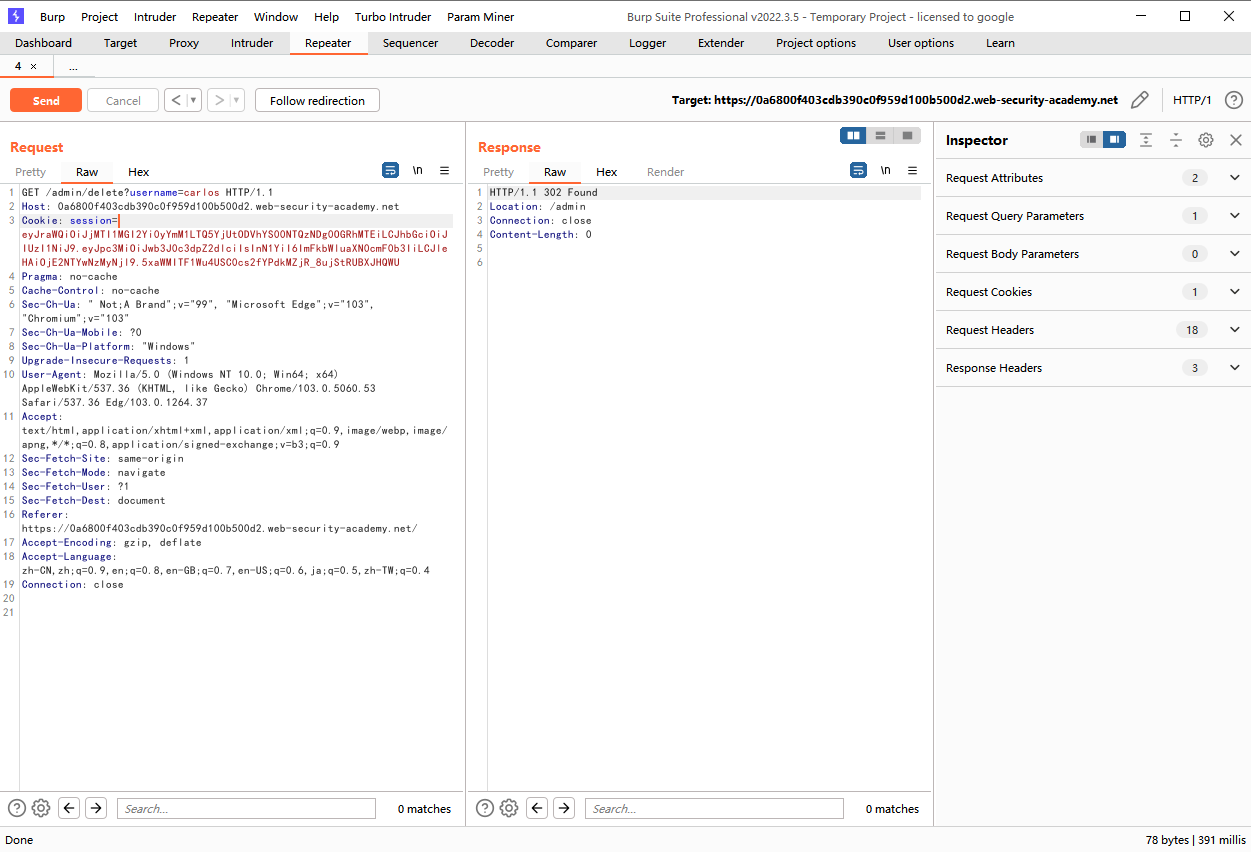 Burp Project Intruder Repeater Window Help Turbo Intruder Param Miner Burp Suite Professional v2022.3.5 - Temporary Project - licensed to google
Dashboard Target Proxy Intruder Repeater Sequencer Decoder Comparer Logger Extender Project options User options Learn
4 × ...
Send Cancel < > Follow redirection Target: https://0a6800f403cdb390c0f959d100b500d2.web-security-academy.net HTTP/1 ?
Request
Pretty Raw Hex \n
1 GET /admin/delete?username=carlos HTTP/1.1
2 Host: 0a6800f403cdb390c0f959d100b500d2.web-security-academy.net
3 Cookie: session=
4 Pragma: no-cache
5 Cache-Control: no-cache
6 Sec-Ch-Ua: " Not;A Brand";v="99", "Microsoft Edge";v="103",
"Chromium";v="103"
7 Sec-Ch-Ua-Mobile: ?0
8 Sec-Ch-Ua-Platform: "Windows"
9 Upgrade-Insecure-Requests: 1
10 User-Agent: Mozilla/5.0 (Windows NT 10.0; Win64; x64)
AppleWebKit/537.36 (KHTML, like Gecko) Chrome/103.0.5060.53
Safari/537.36 Edg/103.0.1264.37
11 Accept:
text/html,application/xhtml+xml,application/xml;q=0.9,image/webp,image/
apng,*/*;q=0.8,application/signed-exchange;v=b3;q=0.9
12 Sec-Fetch-Site: same-origin
13 Sec-Fetch-Mode: navigate
14 Sec-Fetch-User: ?1
15 Sec-Fetch-Dest: document
16 Referer:
https://0a6800f403cdb390c0f959d100b500d2.web-security-academy.net/
17 Accept-Encoding: gzip, deflate
18 Accept-Language:
zh-CN,zh;q=0.9,en;q=0.8,en-GB;q=0.7,en-US;q=0.6,ja;q=0.5,zh-TW;q=0.4
19 Connection: close
20
21
? Search... 0 matches
Response
Pretty Raw Hex Render \n
1 HTTP/1.1 302 Found
2 Location: /admin
3 Connection: close
4 Content-Length: 0
5
6
? Search... 0 matches
Inspector
Request Attributes 2
Request Query Parameters 1
Request Body Parameters 0
Request Cookies 1
Request Headers 18
Response Headers 3
Done 78 bytes | 391 millis